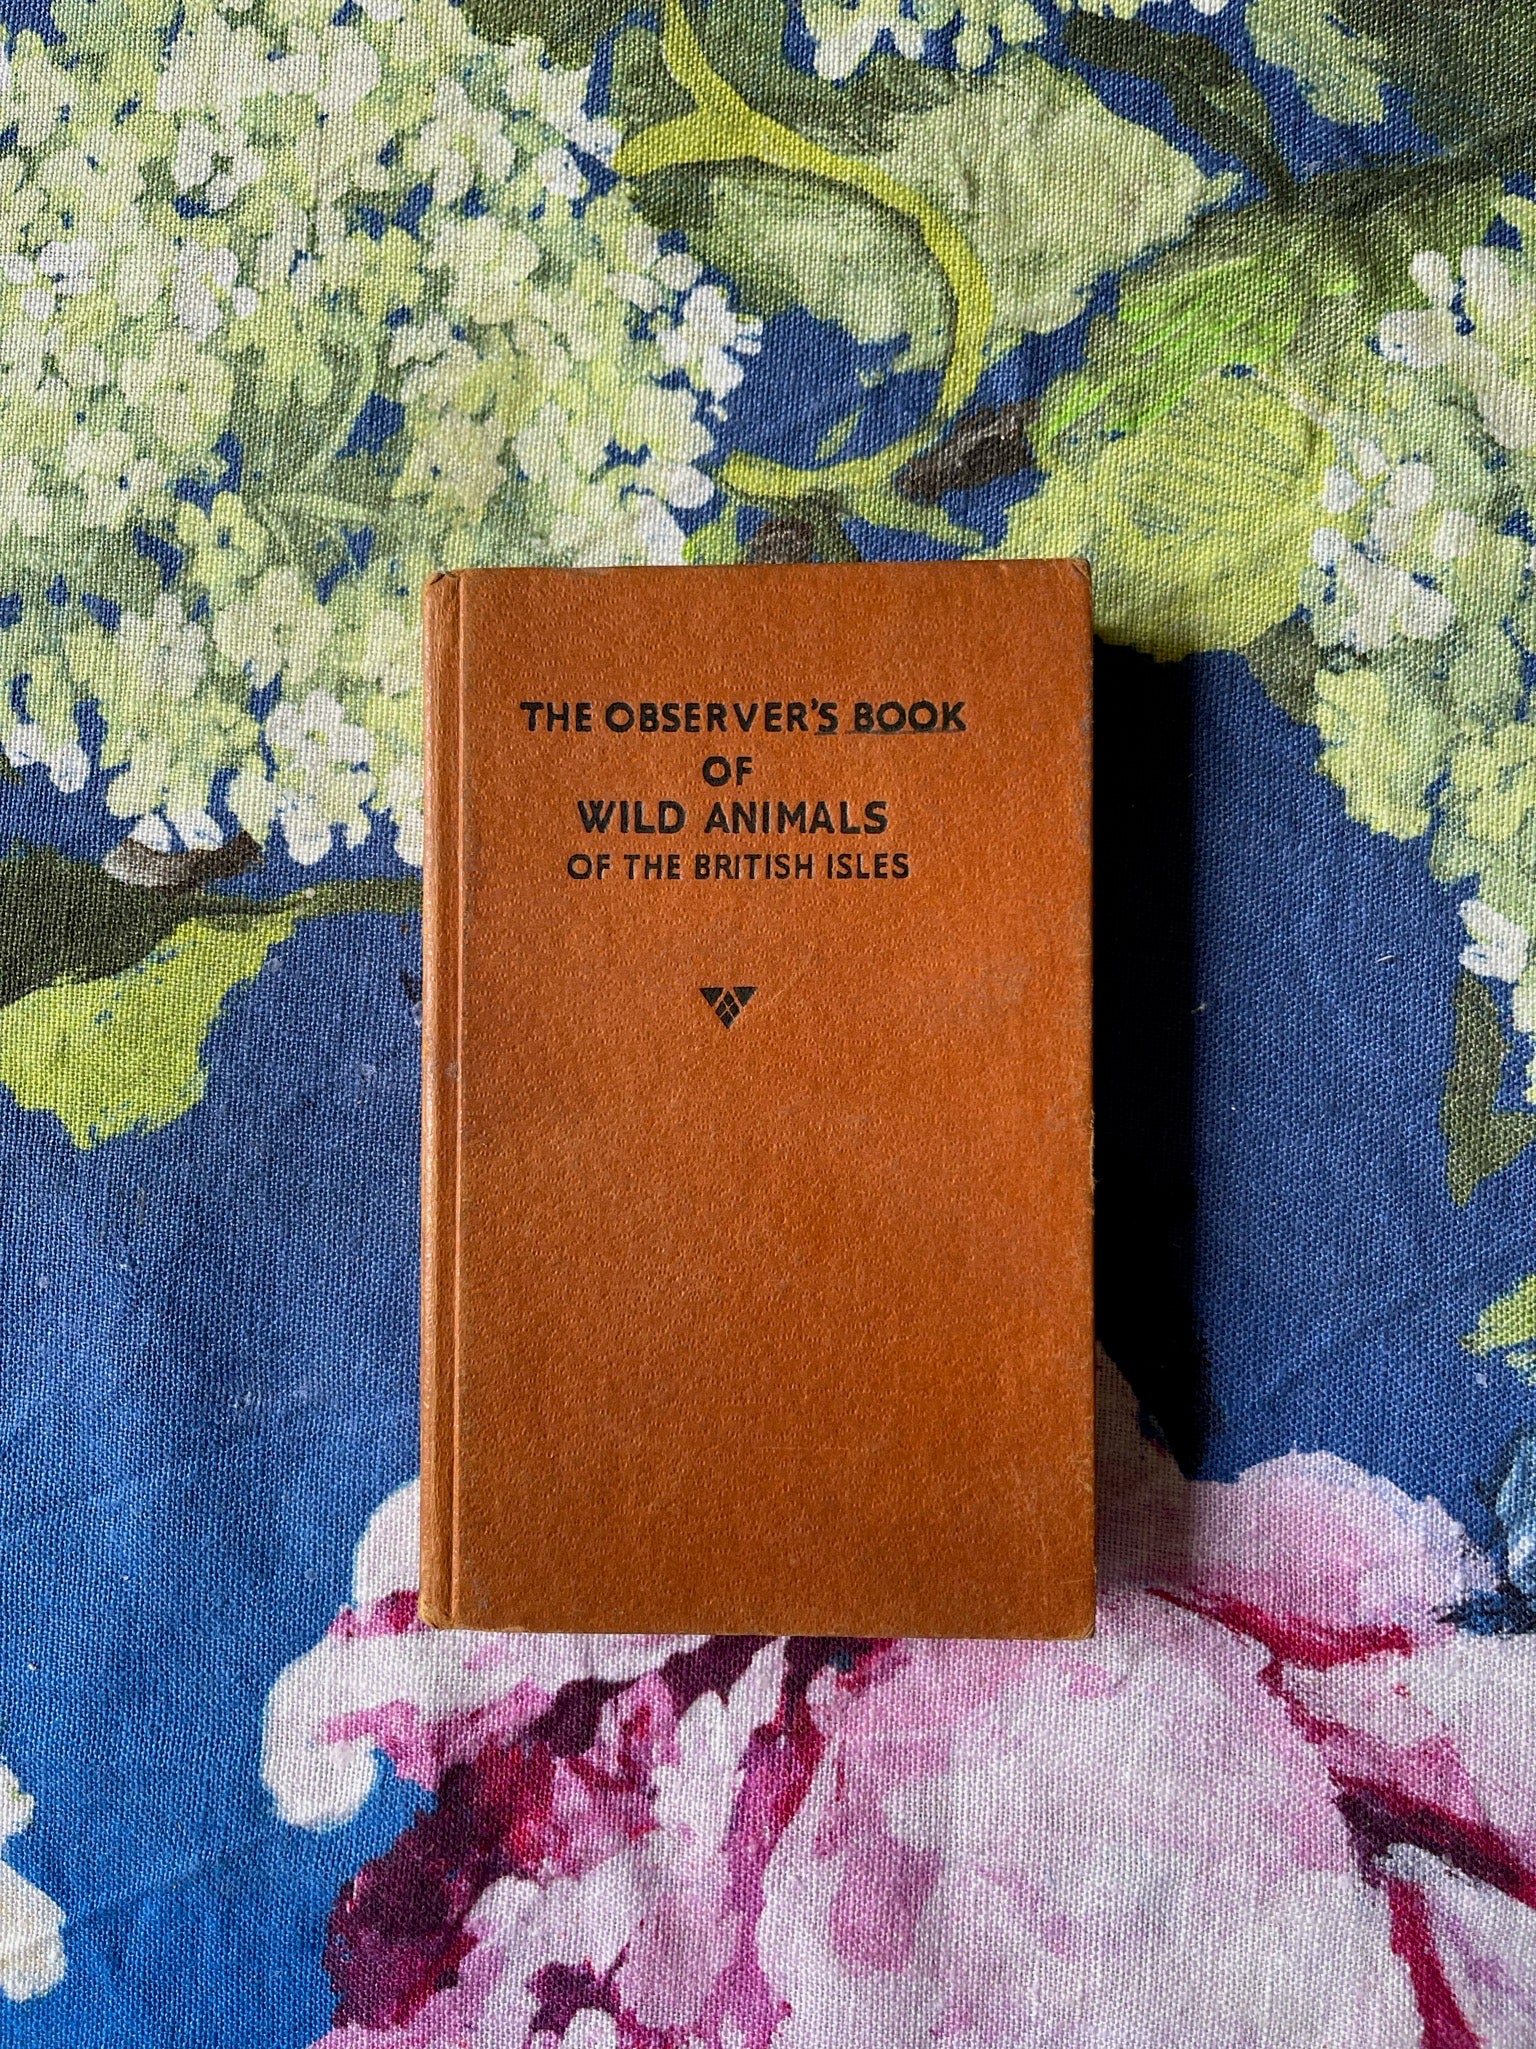 THE OBSERVER'S BOOK
OF
WILD ANIMALS
OF THE BRITISH ISLES